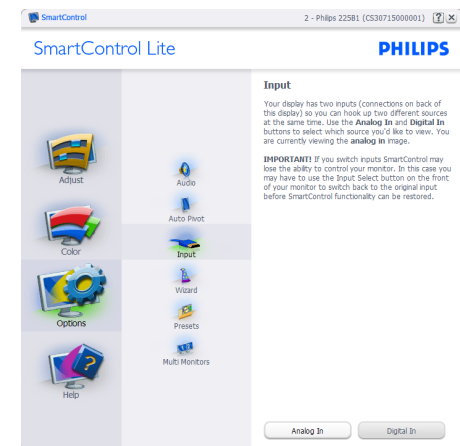 SmartControl
2 - Philips 225B1 (CS30715000001)
SmartControl Lite
PHILIPS
Adjust
Color
Options
Help
Audio
Auto Pivot
Input
Wizard
Presets
Multi Monitors
Input
Your display has two inputs (connections on back of
this display) so you can hook up two different sources
at the same time. Use the Analog In and Digital In
buttons to select which source you'd like to view. You
are currently viewing the analog in image.
IMPORTANT! If you switch inputs SmartControl may
lose the ability to control your monitor. In this case you
may have to use the Input Select button on the front
of your monitor to switch back to the original input
before SmartControl functionality can be restored.
Analog In
Digital In